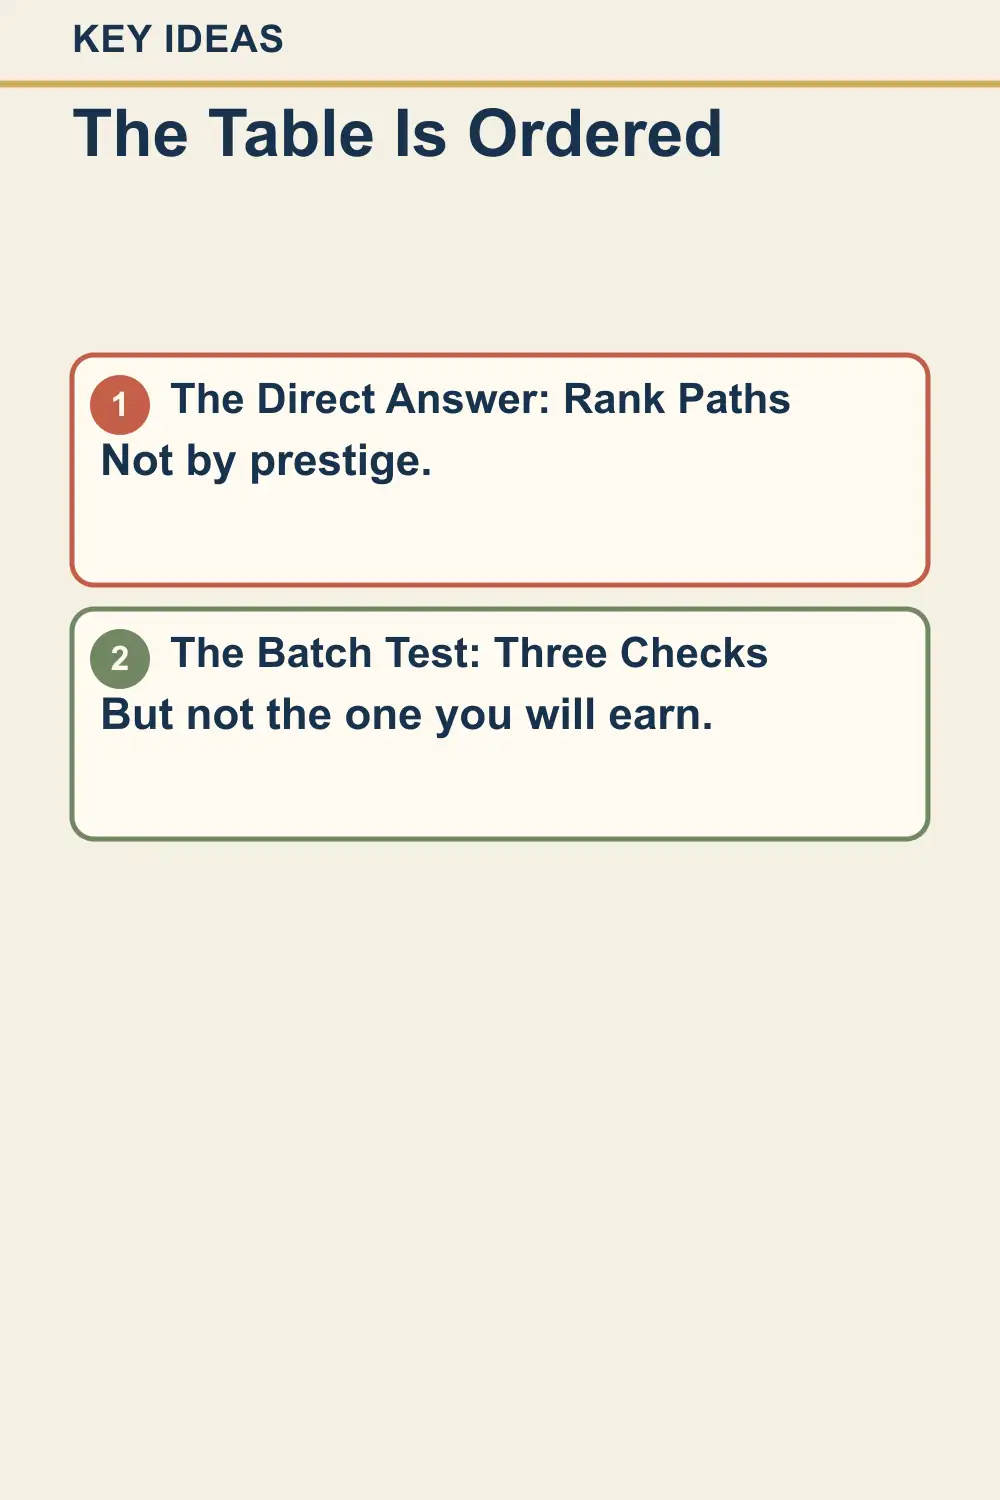 KEY IDEAS
The Table Is Ordered
1 The Direct Answer: Rank Paths
Not by prestige.
2 The Batch Test: Three Checks
But not the one you will earn.